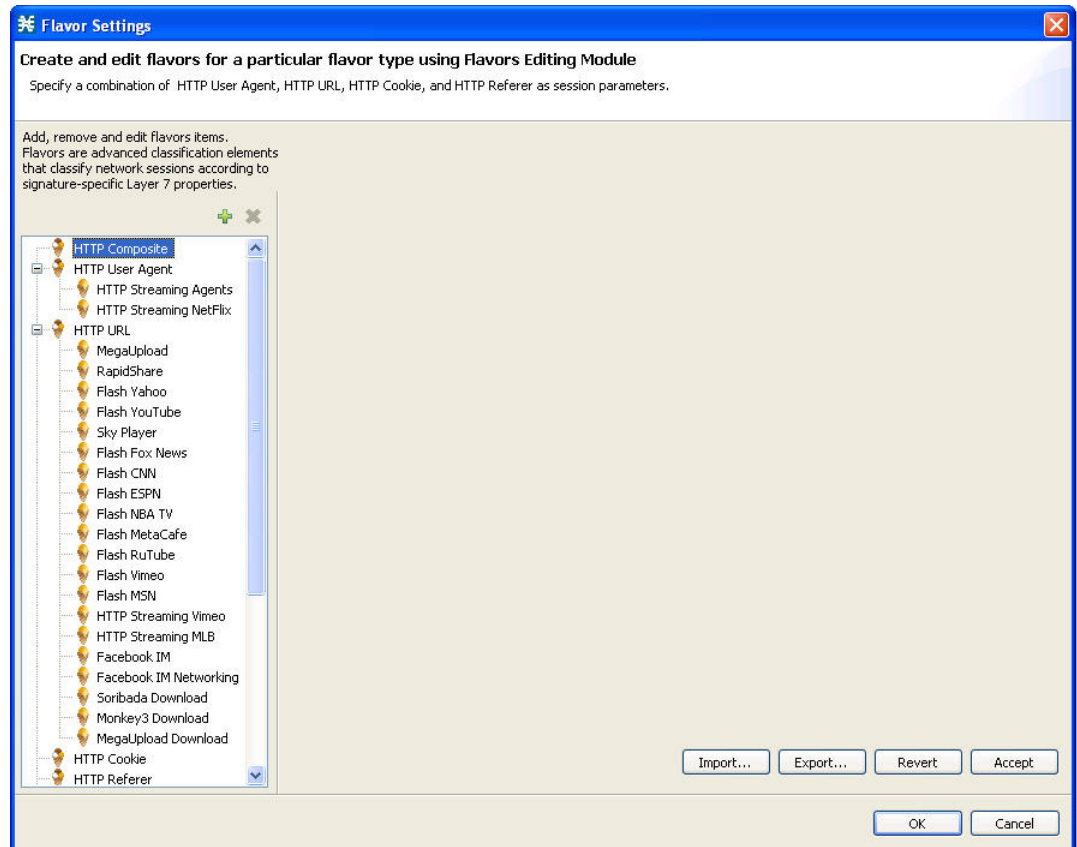 Flavor Settings
Create and edit flavors for a particular flavor type using Flavors Editing Module
Specify a combination of HTTP User Agent, HTTP URL, HTTP Cookie, and HTTP Referer as session parameters.
Add, remove and edit flavors items.
Flavors are advanced classification elements
that classify network sessions according to
signature-specific Layer 7 properties.
HTTP Composite
HTTP User Agent
HTTP Streaming Agents
HTTP Streaming NetFlix
HTTP URL
MegaUpload
RapidShare
Flash Yahoo
Flash YouTube
Sky Player
Flash Fox News
Flash CNN
Flash ESPN
Flash NBA TV
Flash MetaCafe
Flash RuTube
Flash Vimeo
Flash MSN
HTTP Streaming Vimeo
HTTP Streaming MLB
Facebook IM
Facebook IM Networking
Soribada Download
Monkey3 Download
MegaUpload Download
HTTP Cookie
HTTP Referer
Import... Export... Revert Accept
OK Cancel